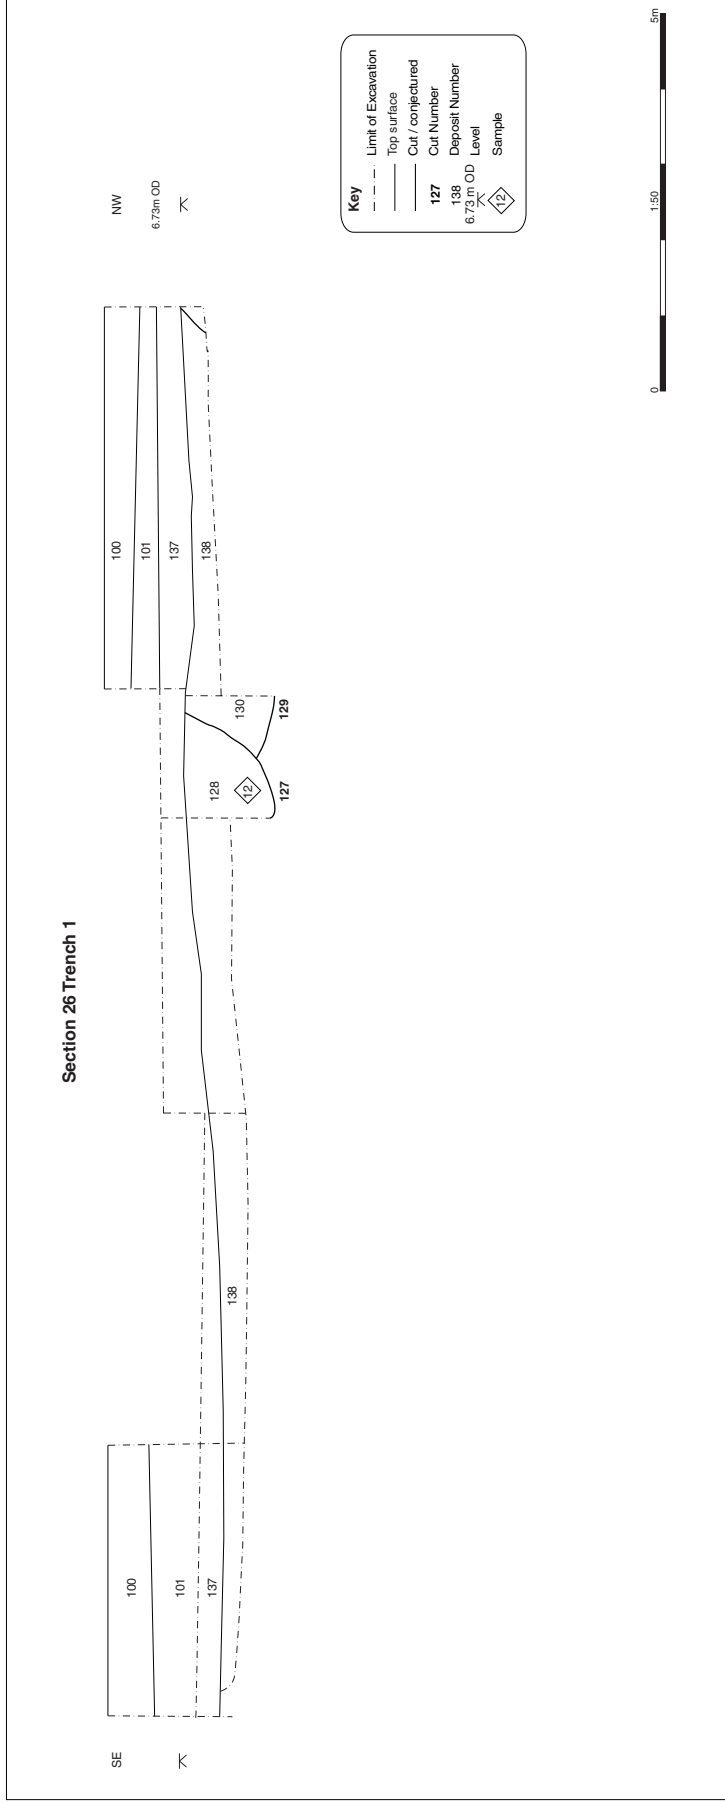 Section 26 Trench 1
SE
NW
6.73m OD
100
101
137
138
128
12
127
130
129
100
101
137
138
Key
Limit of Excavation
Top surface
Cut / conjectured
127 Cut Number
138 Deposit Number
6.73 m OD Level
12 Sample
0 1:50 5m